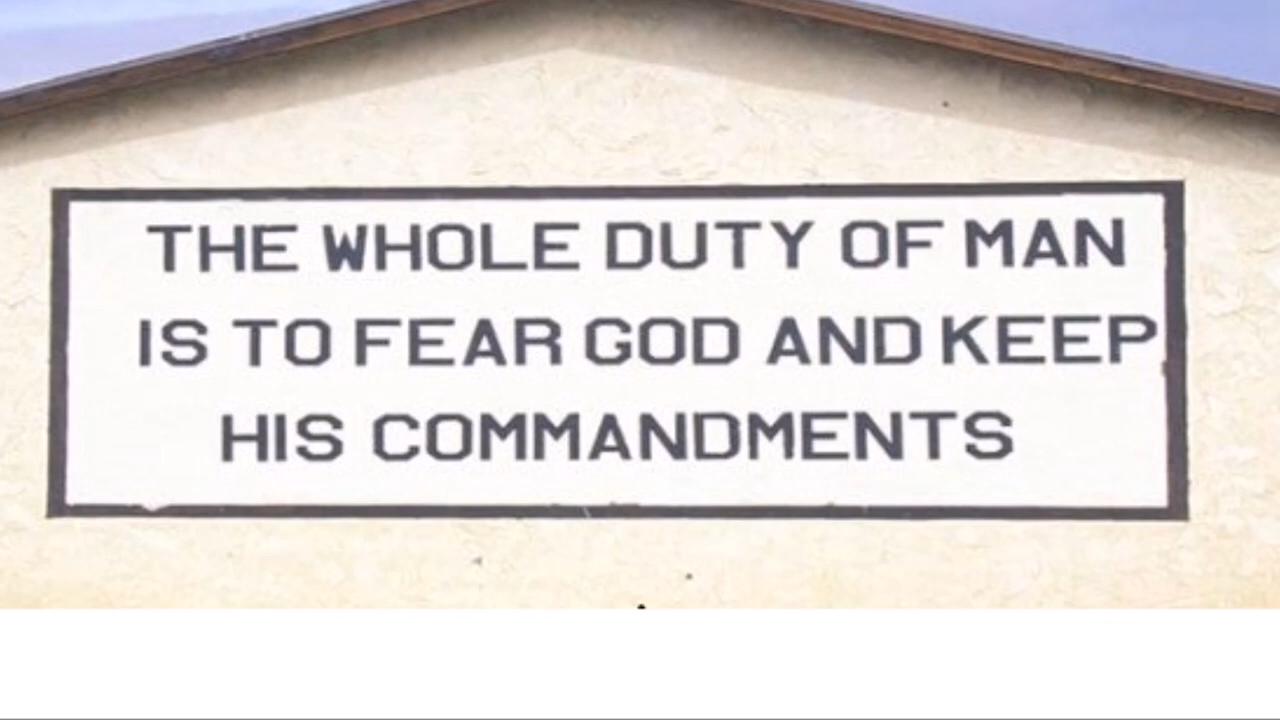 THE WHOLE DUTY OF MAN
IS TO FEAR GOD AND KEEP
HIS COMMANDMENTS